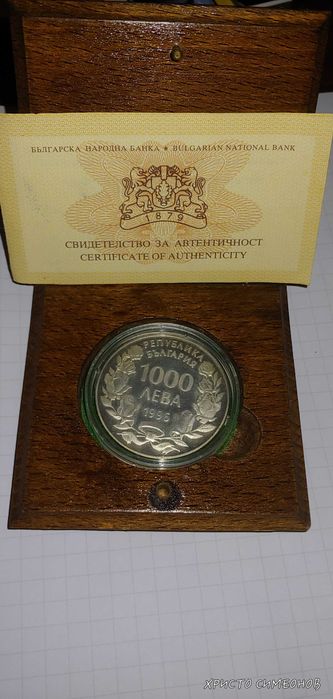 БЪЛГАРСКА НАРОДНА БАНКА ★ BULGARIAN NATIONAL BANK
1879
СВИДЕТЕЛСТВО ЗА АВТЕНТИЧНОСТ
CERTIFICATE OF AUTHENTICITY
РЕПУБЛИКА
БЪЛГАРИЯ
1000
ЛЕВА
1996
ХРИСТО СИМЕОНОВ